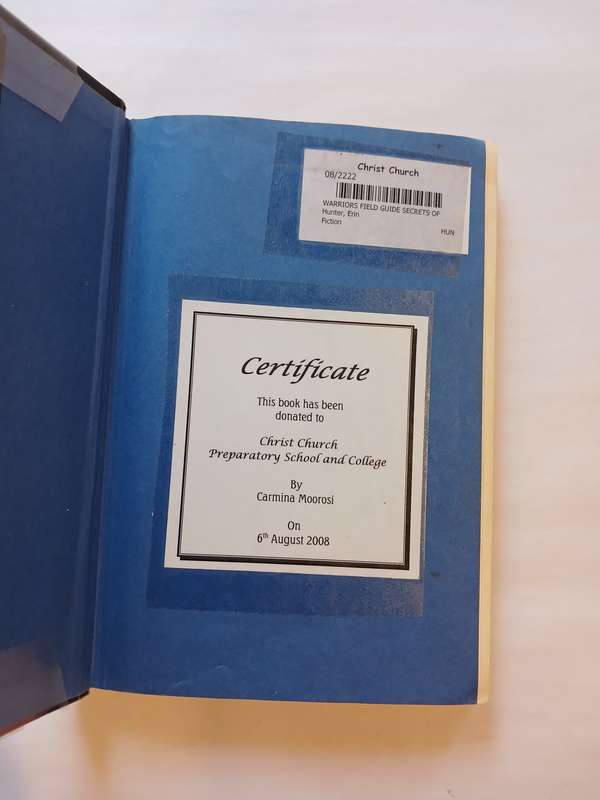 Christ Church
08/2222
WARRIORS FIELD GUIDE SECRETS OF
Hunter, Erin
Fiction
HUN
Certificate
This book has been
donated to
Christ Church
Preparatory School and College
By
Carmina Moorosi
On
6th August 2008